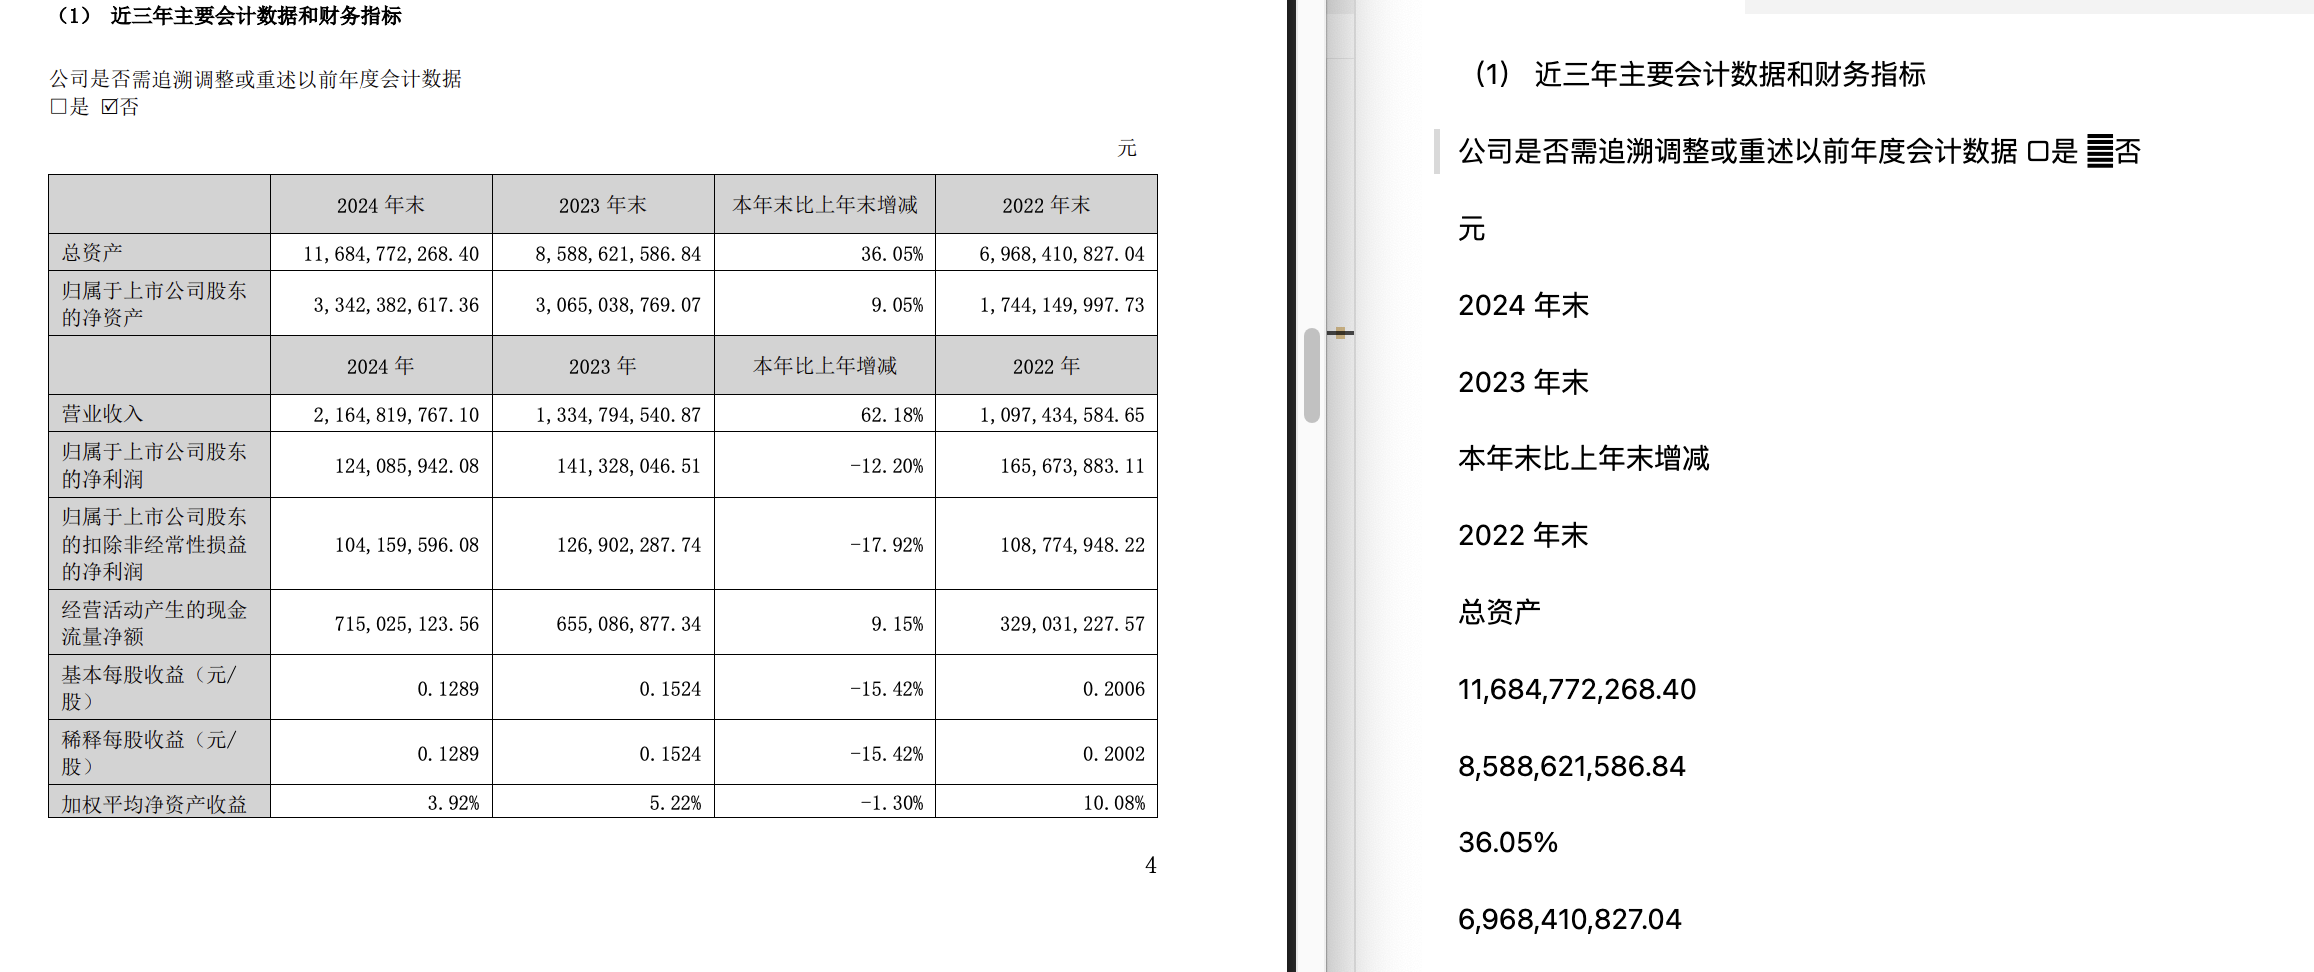 （1） 近三年主要会计数据和财务指标
公司是否需追溯调整或重述以前年度会计数据
☐是 ☑否
元
2024 年末 2023 年末 本年末比上年末增减 2022 年末
总资产 11,684,772,268.40 8,588,621,586.84 36.05% 6,968,410,827.04
归属于上市公司股东
的净资产 3,342,382,617.36 3,065,038,769.07 9.05% 1,744,149,997.73
2024 年 2023 年 本年比上年增减 2022 年
营业收入 2,164,819,767.10 1,334,794,540.87 62.18% 1,097,434,584.65
归属于上市公司股东
的净利润 124,085,942.08 141,328,046.51 -12.20% 165,673,883.11
归属于上市公司股东
的扣除非经常性损益
的净利润 104,159,596.08 126,902,287.74 -17.92% 108,774,948.22
经营活动产生的现金
流量净额 715,025,123.56 655,086,877.34 9.15% 329,031,227.57
基本每股收益（元/
股） 0.1289 0.1524 -15.42% 0.2006
稀释每股收益（元/
股） 0.1289 0.1524 -15.42% 0.2002
加权平均净资产收益 3.92% 5.22% -1.30% 10.08%
4
（1） 近三年主要会计数据和财务指标
公司是否需追溯调整或重述以前年度会计数据 口是 ䷀否
元
2024 年末
2023 年末
本年末比上年末增减
2022 年末
总资产
11,684,772,268.40
8,588,621,586.84
36.05%
6,968,410,827.04